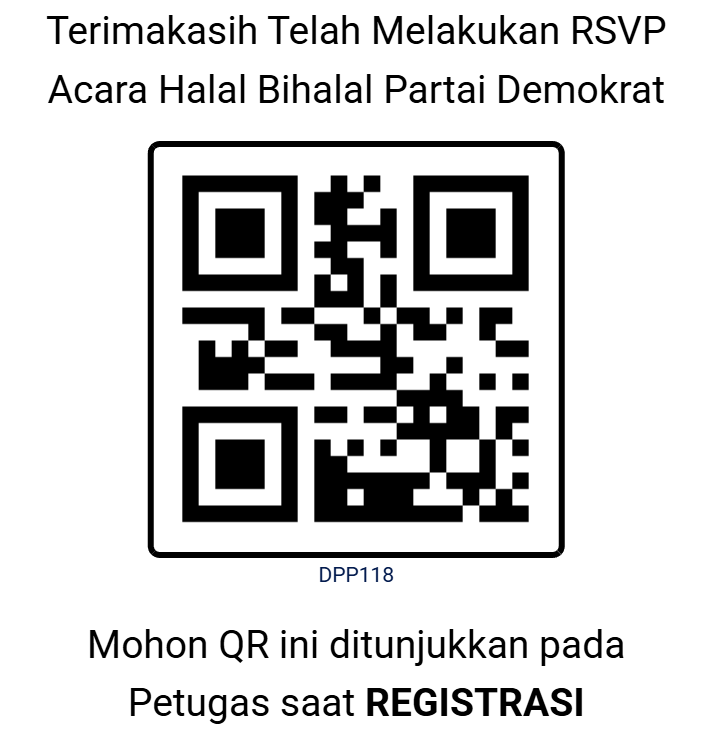 Terimakasih Telah Melakukan RSVP
Acara Halal Bihalal Partai Demokrat
DPP118
Mohon QR ini ditunjukkan pada
Petugas saat REGISTRASI